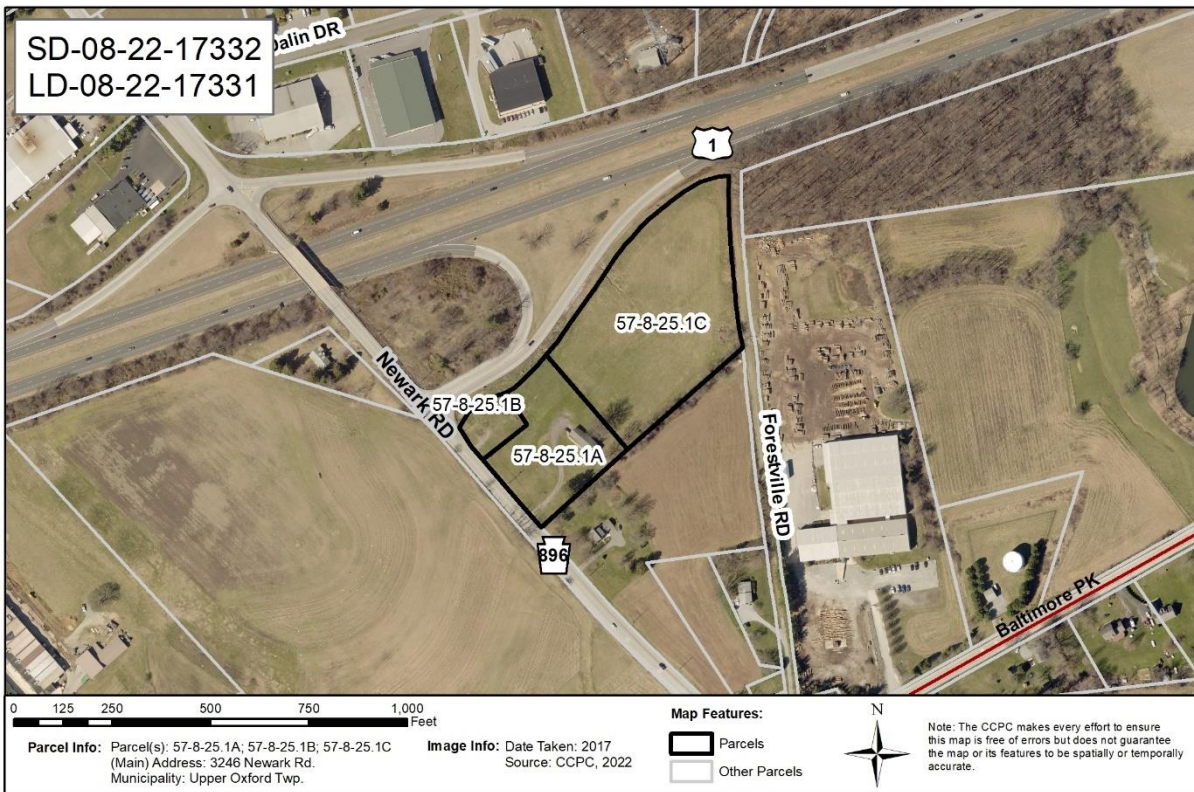 SD-08-22-17332
LD-08-22-17331
Dalin DR
1
57-8-25.1C
Newark RD
57-8-25.1B
57-8-25.1A
Forestville RD
896
Baltimore PK
0 125 250 500 750 1,000
Feet
Parcel Info: Parcel(s): 57-8-25.1A; 57-8-25.1B; 57-8-25.1C
(Main) Address: 3246 Newark Rd.
Municipality: Upper Oxford Twp.
Image Info: Date Taken: 2017
Source: CCPC, 2022
Map Features:
Parcels
Other Parcels
N
Note: The CCPC makes every effort to ensure
this map is free of errors but does not guarantee
the map or its features to be spatially or temporally
accurate.